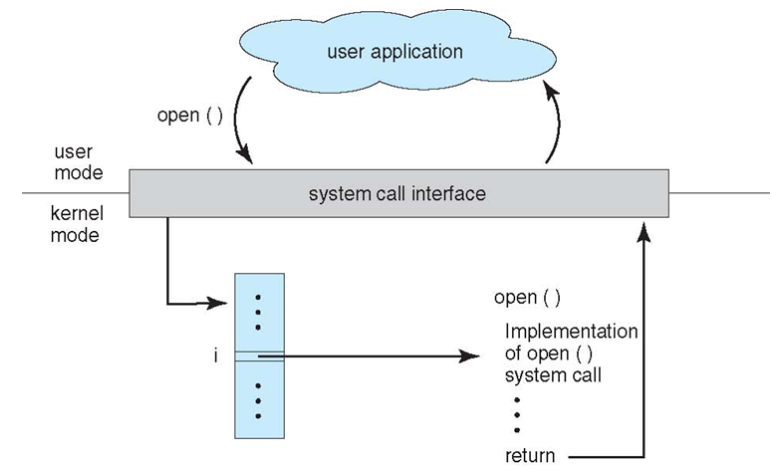 user application
open ( )
user
mode
system call interface
kernel
mode
open ( )
Implementation
of open ( )
system call
i
return